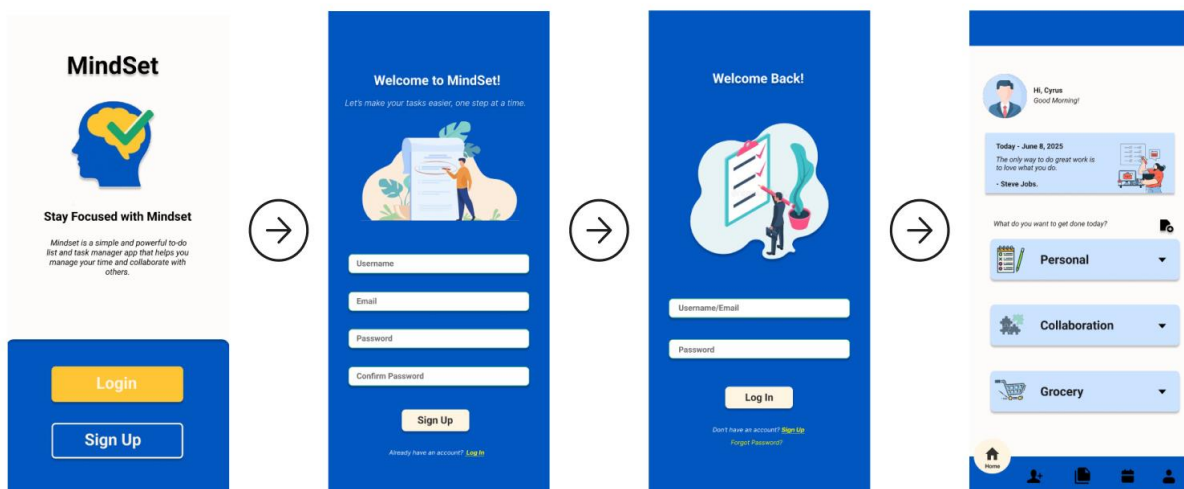 MindSet
Stay Focused with Mindset
Mindset is a simple and powerful to-do
list and task manager app that helps you
manage your time and collaborate with
others.
Login
Sign Up
Welcome to MindSet!
Let's make your tasks easier, one step at a time.
Username
Email
Password
Confirm Password
Sign Up
Already have an account? Log In
Welcome Back!
Username/Email
Password
Log In
Don't have an account? Sign Up
Forgot Password?
Hi, Cyrus
Good Morning!
Today - June 8, 2025
The only way to do great work is
to love what you do.
- Steve Jobs.
What do you want to get done today?
Personal
Collaboration
Grocery
Home